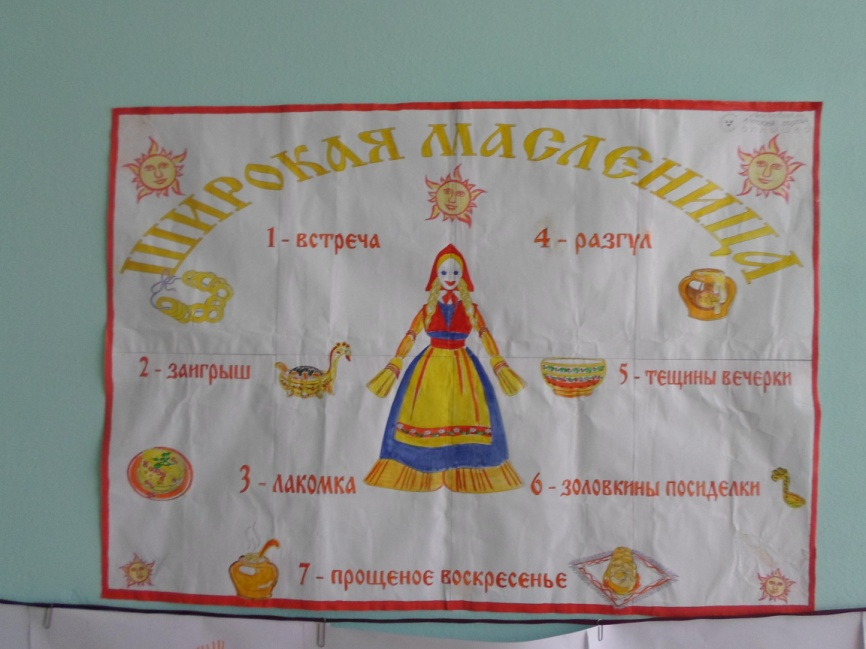 ШИРОКАЯ МАСЛЕНИЦА
1 - встреча
4 - разгул
2 - заигрыш
5 - тещины вечерки
3 - лакомка
6 - золовкины посиделки
7 - прощеное воскресенье